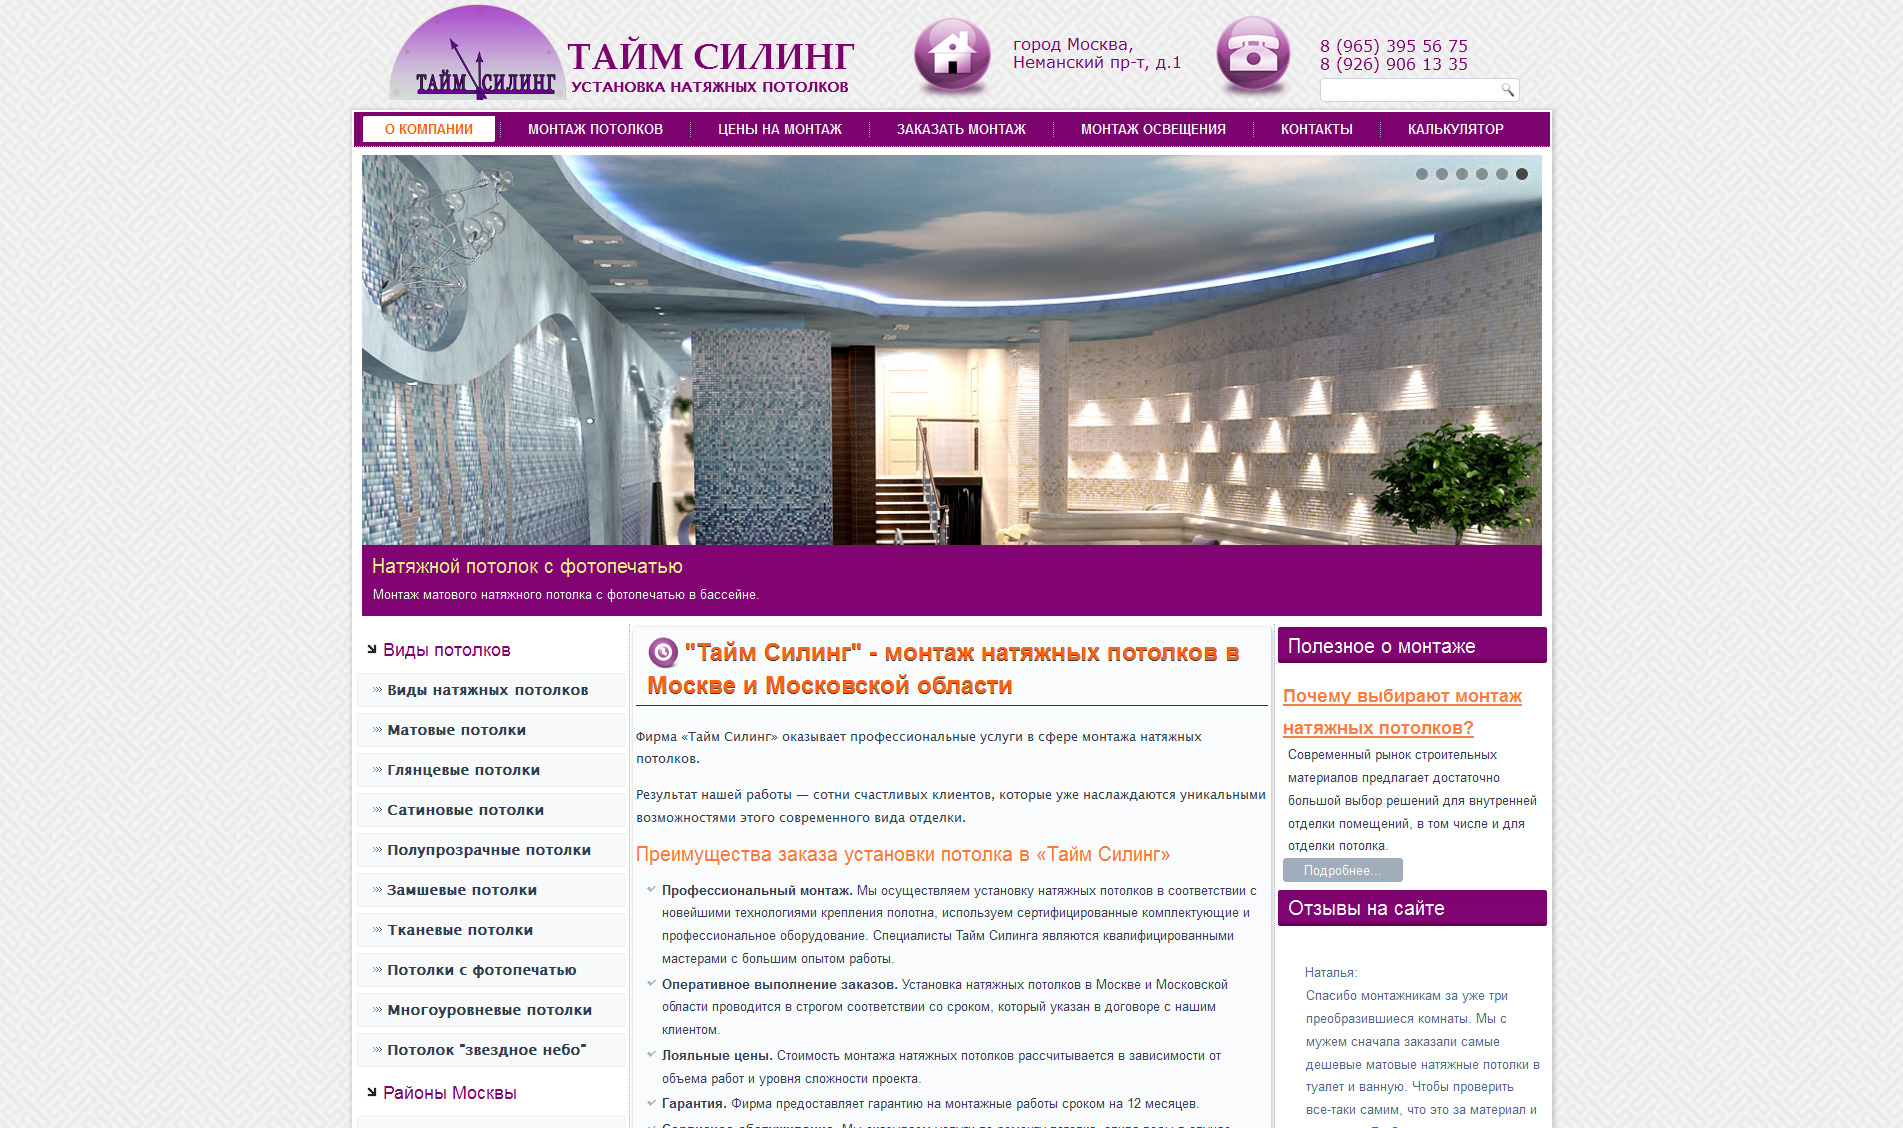 ТАЙМ СИЛИНГ
ТАЙМ СИЛИНГ
УСТАНОВКА НАТЯЖНЫХ ПОТОЛКОВ
город Москва,
Неманский пр-т, д.1
8 (965) 395 56 75
8 (926) 906 13 35
О КОМПАНИИ
МОНТАЖ ПОТОЛКОВ
ЦЕНЫ НА МОНТАЖ
ЗАКАЗАТЬ МОНТАЖ
МОНТАЖ ОСВЕЩЕНИЯ
КОНТАКТЫ
КАЛЬКУЛЯТОР
Натяжной потолок с фотопечатью
Монтаж матового натяжного потолка с фотопечатью в бассейне.
Виды потолков
Виды натяжных потолков
Матовые потолки
Глянцевые потолки
Сатиновые потолки
Полупрозрачные потолки
Замшевые потолки
Тканевые потолки
Потолки с фотопечатью
Многоуровневые потолки
Потолок "звездное небо"
Районы Москвы
"Тайм Силинг" - монтаж натяжных потолков в
Москве и Московской области
Фирма «Тайм Силинг» оказывает профессиональные услуги в сфере монтажа натяжных
потолков.
Результат нашей работы — сотни счастливых клиентов, которые уже наслаждаются уникальными
возможностями этого современного вида отделки.
Преимущества заказа установки потолка в «Тайм Силинг»
Профессиональный монтаж. Мы осуществляем установку натяжных потолков в соответствии с
новейшими технологиями крепления полотна, используем сертифицированные комплектующие и
профессиональное оборудование. Специалисты Тайм Силинга являются квалифицированными
мастерами с большим опытом работы.
Оперативное выполнение заказов. Установка натяжных потолков в Москве и Московской
области проводится в строгом соответствии со сроком, который указан в договоре с нашим
клиентом.
Лояльные цены. Стоимость монтажа натяжных потолков рассчитывается в зависимости от
объема работ и уровня сложности проекта.
Гарантия. Фирма предоставляет гарантию на монтажные работы сроком на 12 месяцев.
Полезное о монтаже
Почему выбирают монтаж
натяжных потолков?
Современный рынок строительных
материалов предлагает достаточно
большой выбор решений для внутренней
отделки помещений, в том числе и для
отделки потолка.
Подробнее...
Отзывы на сайте
Наталья:
Спасибо монтажникам за уже три
преобразившиеся комнаты. Мы с
мужем сначала заказали самые
дешевые матовые натяжные потолки в
туалет и ванную. Чтобы проверить
все-таки самим, что это за материал и